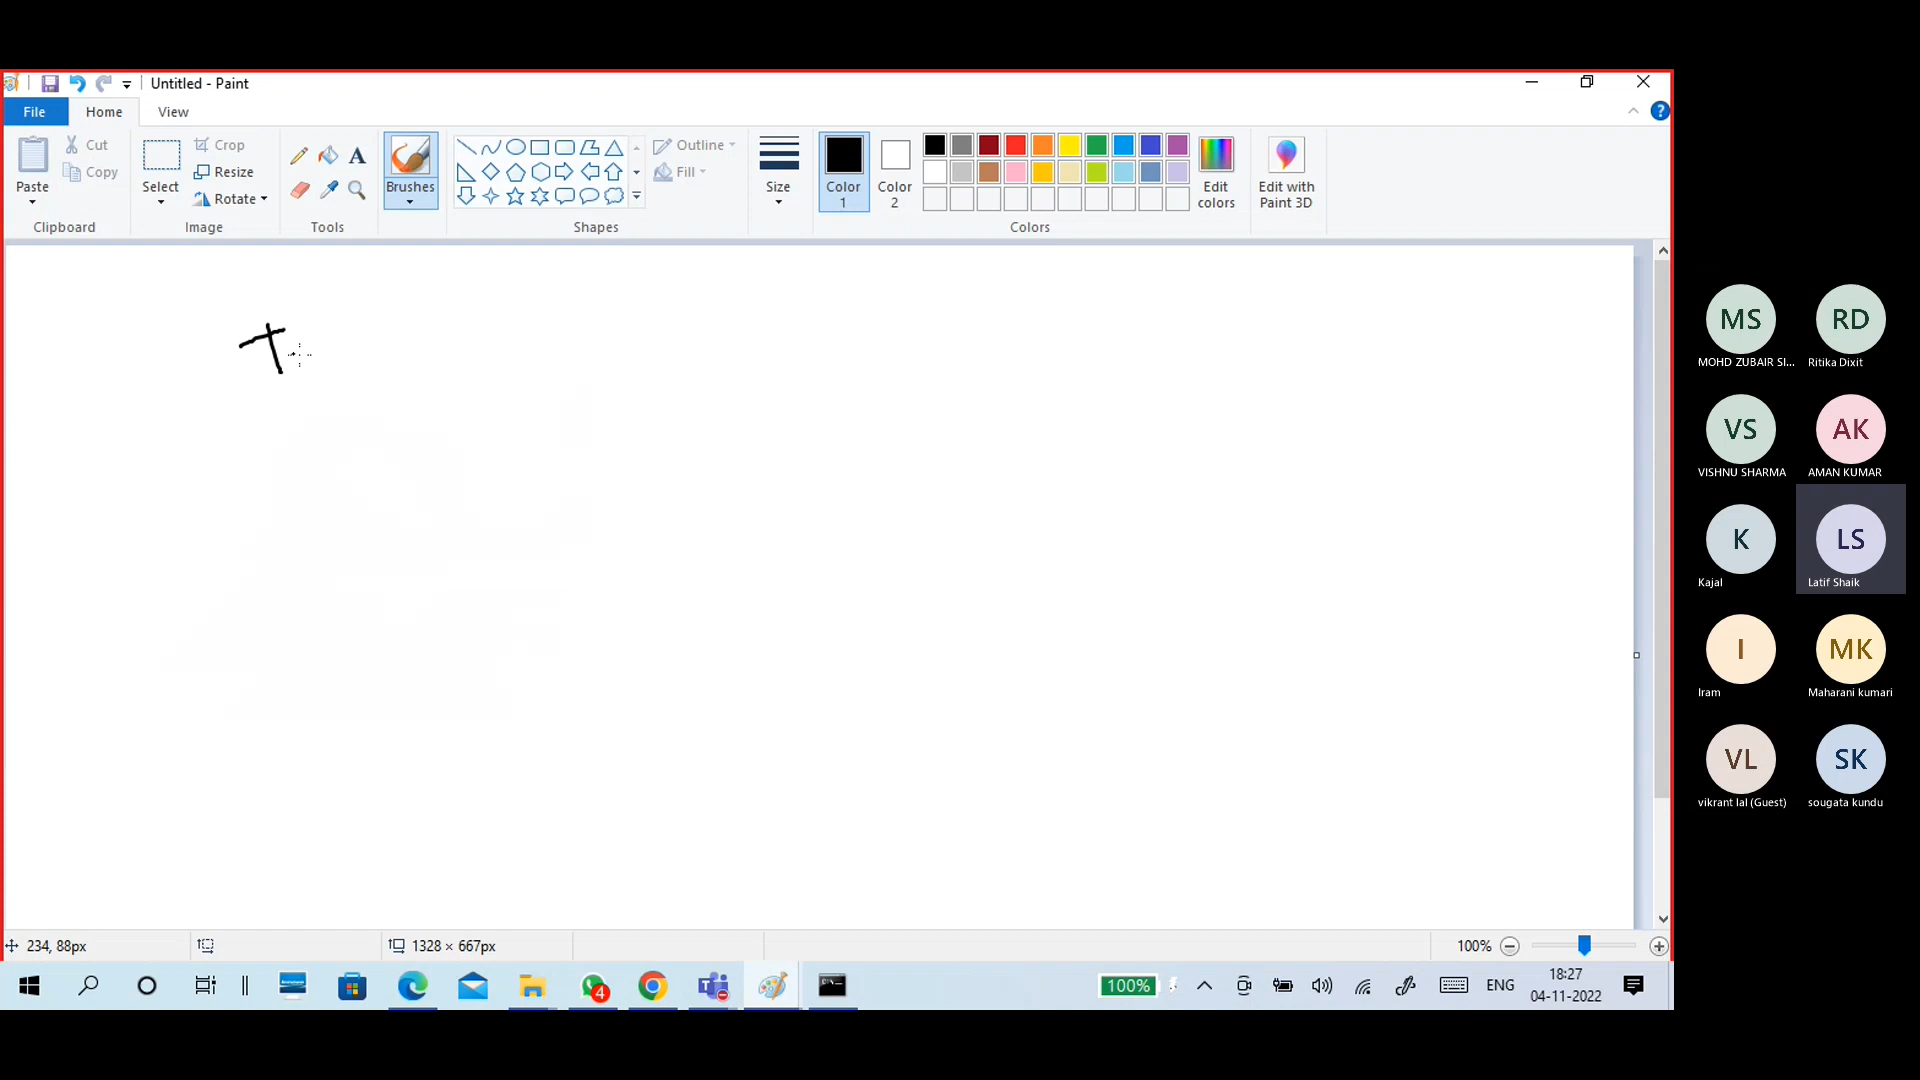 Untitled - Paint
File Home View
Paste Cut Copy Clipboard
Select Crop Resize Rotate Image
A
Tools
Brushes
Shapes
Outline Fill
Size
Color 1
Color 2
Colors
Edit colors
Edit with Paint 3D
?
T
MS RD
MOHD ZUBAIR SI... Ritika Dixit
VS AK
VISHNU SHARMA AMAN KUMAR
K LS
Kajal Latif Shaik
I MK
Iram Maharani kumari
VL SK
vikrant lal (Guest) sougata kundu
234, 88px 1328 × 667px 100%
4 100% ENG 18:27
04-11-2022